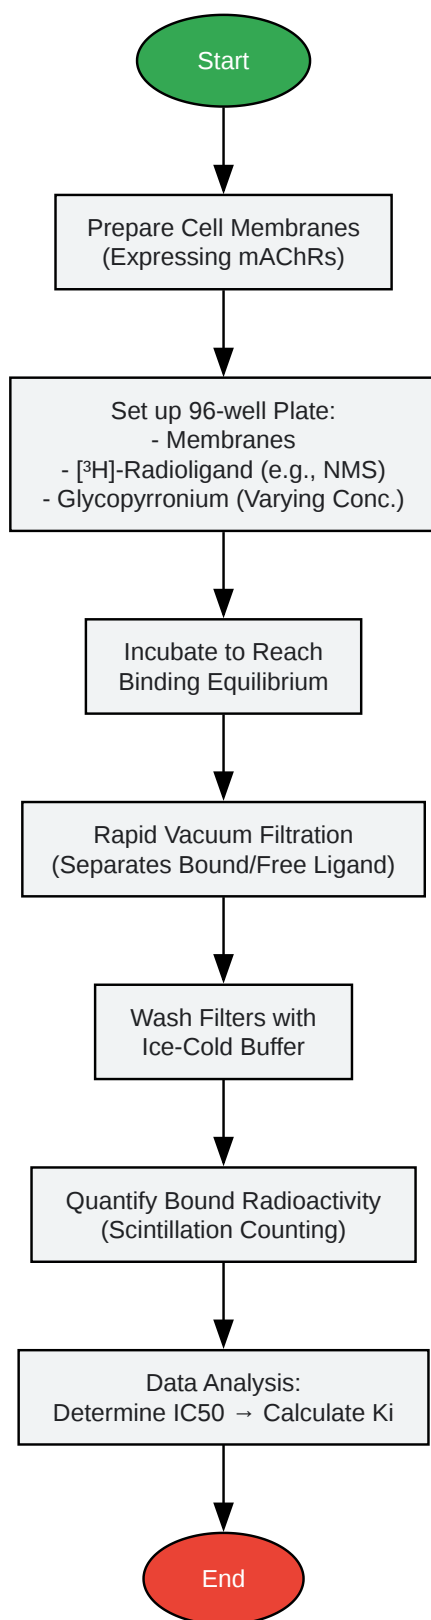 Start
Prepare Cell Membranes
(Expressing mAChRs)
Set up 96-well Plate:
- Membranes
- [³H]-Radioligand (e.g., NMS)
- Glycopyrronium (Varying Conc.)
Incubate to Reach
Binding Equilibrium
Rapid Vacuum Filtration
(Separates Bound/Free Ligand)
Wash Filters with
Ice-Cold Buffer
Quantify Bound Radioactivity
(Scintillation Counting)
Data Analysis:
Determine IC50 → Calculate Ki
End